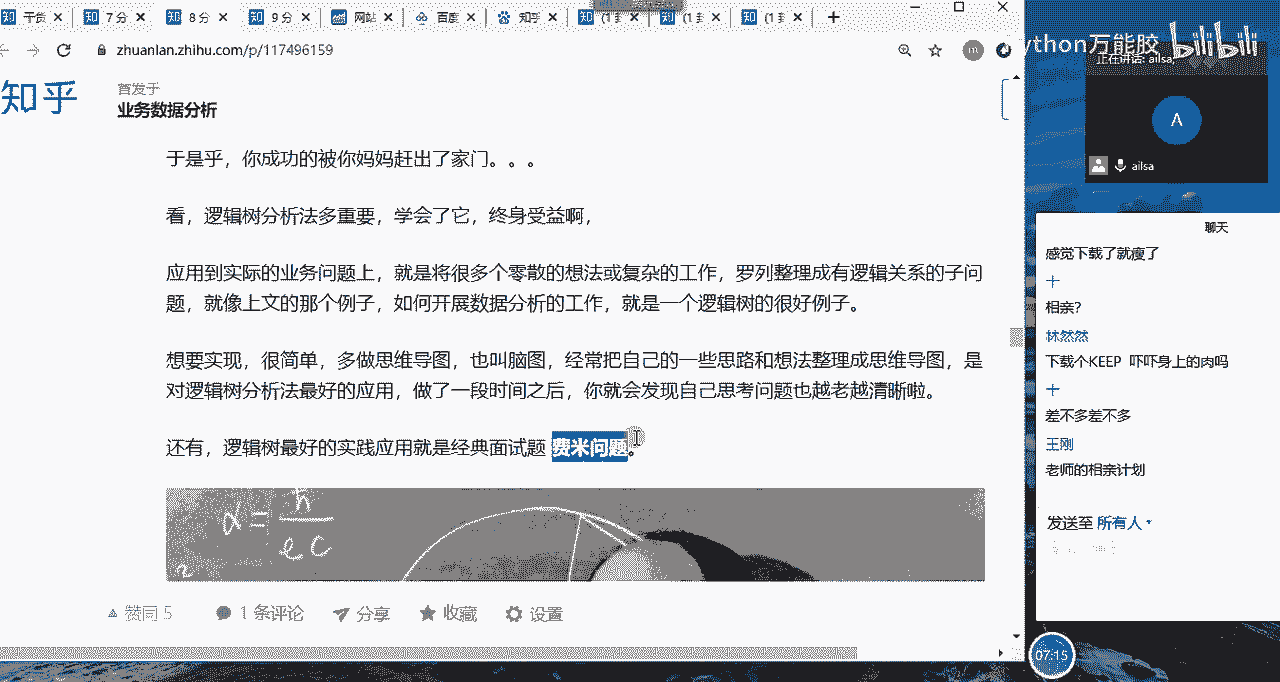 干货
7 分
8 分
9 分
网站
百度
知乎
(1
(1
(1
zhuanlan.zhihu.com/p/117496159
m
ython万能胶 bilibili
知乎
首发于
业务数据分析
正在讲话: ailsa;
A
ailsa
于是乎，你成功的被你妈妈赶出了家门。。。
看，逻辑树分析法多重要，学会了它，终身受益啊，
应用到实际的业务问题上，就是将很多个零散的想法或复杂的工作，罗列整理成有逻辑关系的子问
题，就像上文的那个例子，如何开展数据分析的工作，就是一个逻辑树的很好例子。
想要实现，很简单，多做思维导图，也叫脑图，经常把自己的一些思路和想法整理成思维导图，是
对逻辑树分析法最好的应用，做了一段时间之后，你就会发现自己思考问题也越老越清晰啦。
还有，逻辑树最好的实践应用就是经典面试题 费米问题。
α = ħ
e c
2
赞同 5
1 条评论
分享
收藏
设置
聊天
感觉下载了就瘦了
十
相亲?
林然然
下载个KEEP 吓吓身上的肉吗
十
差不多差不多
王刚
老师的相亲计划
发送至 所有人
07:15